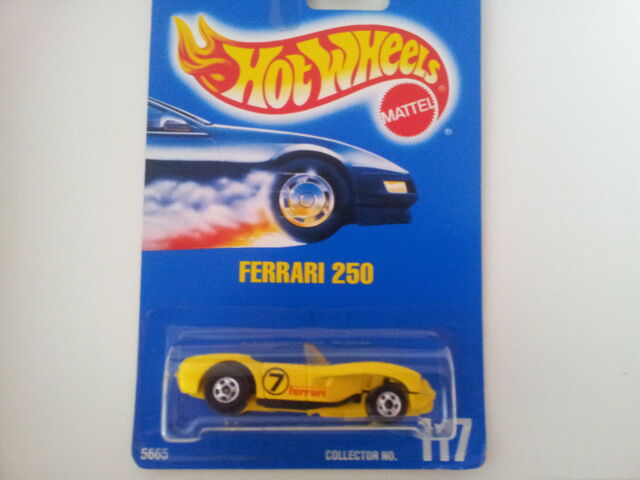 Hot Wheels
MATTEL
®
®
FERRARI 250
7
ferrari
5665
COLLECTOR NO.
117